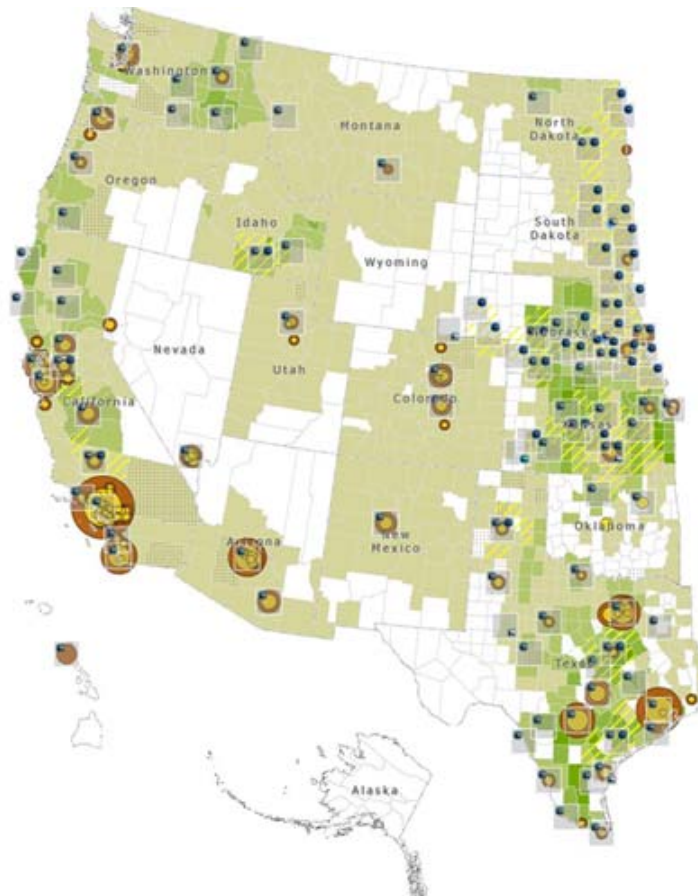 Washington
Montana
North
Dakota
Oregon
Idaho
South
Dakota
Wyoming
Nebraska
Nevada
Utah
Colorado
California
Kansas
Oklahoma
Arizona
New
Mexico
Texas
Alaska